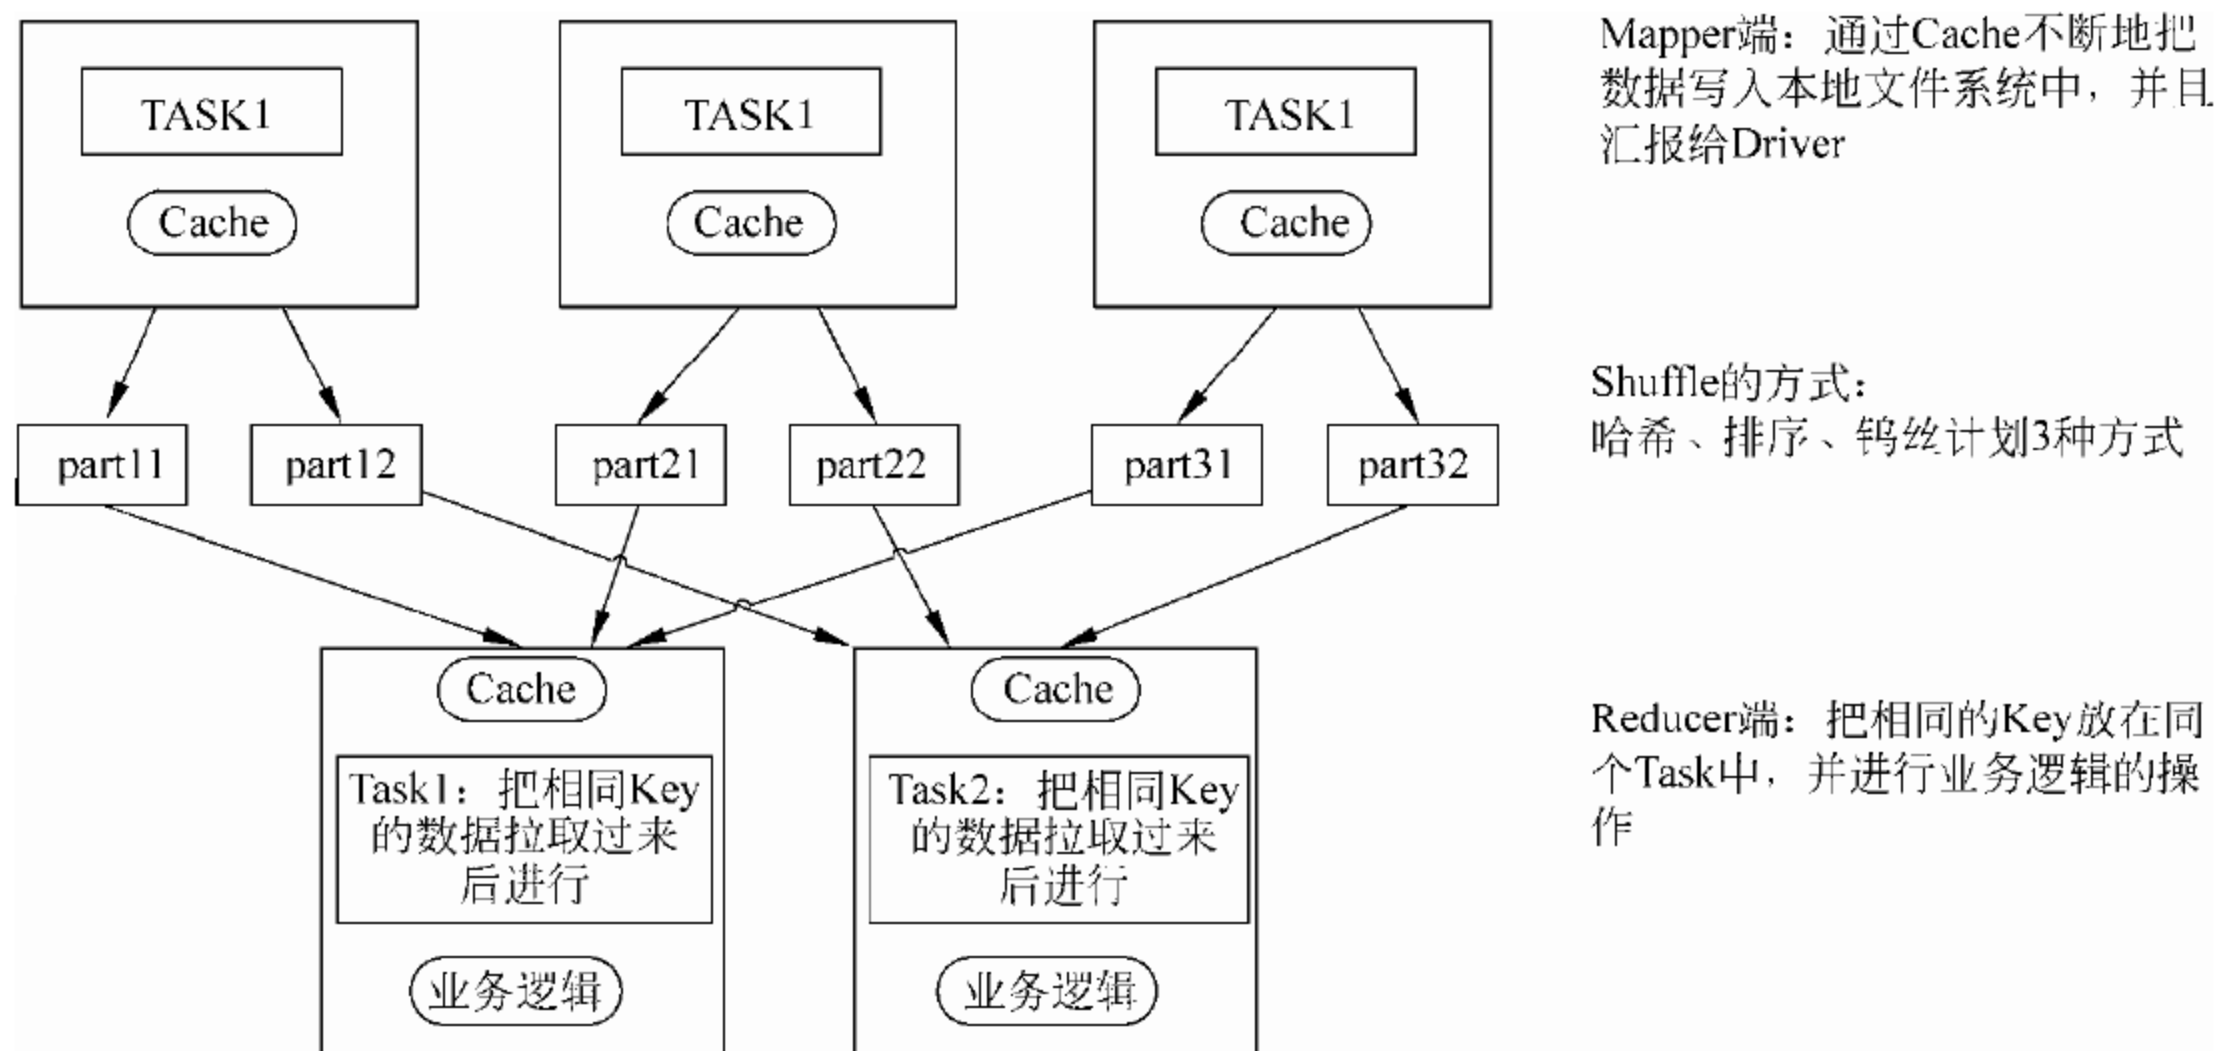 TASK1
TASK1
TASK1
Cache
Cache
Cache
Mapper端：通过Cache不断地把
数据写入本地文件系统中，并且
汇报给Driver
part11
part12
part21
part22
part31
part32
Shuffle的方式：
哈希、排序、钨丝计划3种方式
Cache
Cache
Task1：把相同Key
的数据拉取过来
后进行
Task2：把相同Key
的数据拉取过来
后进行
业务逻辑
业务逻辑
Reducer端：把相同的Key放在同
个Task中，并进行业务逻辑的操
作